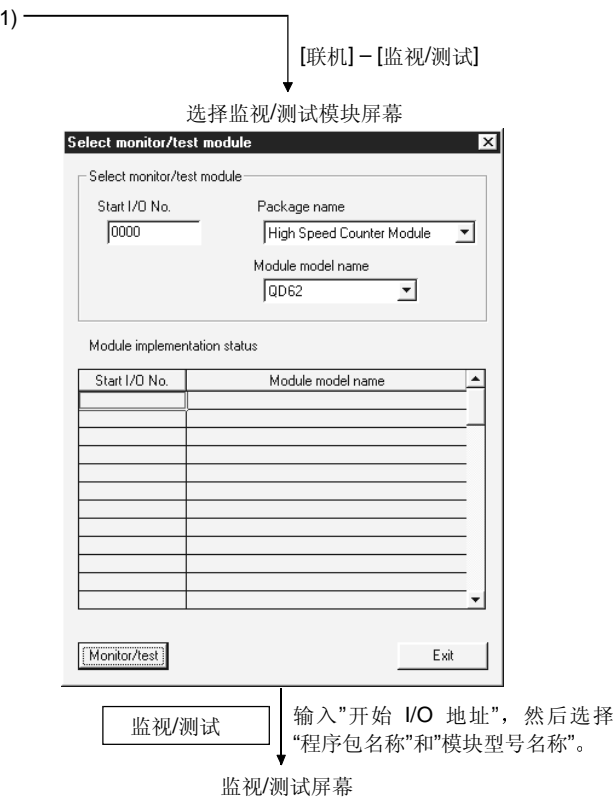 1)
[联机] – [监视/测试]
选择监视/测试模块屏幕
Select monitor/test module
Select monitor/test module
Start I/O No.
Package name
0000
High Speed Counter Module
Module model name
QD62
Module implementation status
Start I/O No.
Module model name
Monitor/test
Exit
监视/测试
输入”开始 I/O 地址”，然后选择
“程序包名称”和”模块型号名称”。
监视/测试屏幕